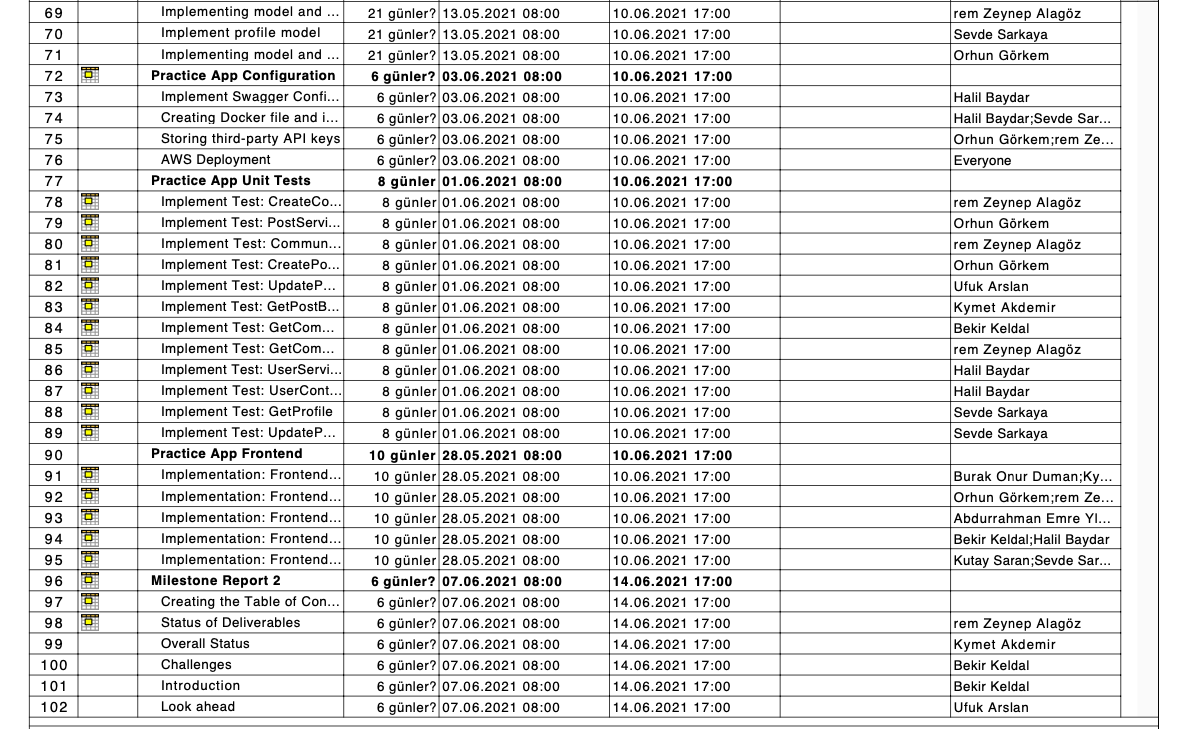 69 Implementing model and ... 21 günler? 13.05.2021 08:00 10.06.2021 17:00 rem Zeynep Alagöz
70 Implement profile model 21 günler? 13.05.2021 08:00 10.06.2021 17:00 Sevde Sarkaya
71 Implementing model and ... 21 günler? 13.05.2021 08:00 10.06.2021 17:00 Orhun Görkem
72 Practice App Configuration 6 günler? 03.06.2021 08:00 10.06.2021 17:00
73 Implement Swagger Confi... 6 günler? 03.06.2021 08:00 10.06.2021 17:00 Halil Baydar
74 Creating Docker file and i... 6 günler? 03.06.2021 08:00 10.06.2021 17:00 Halil Baydar;Sevde Sar...
75 Storing third-party API keys 6 günler? 03.06.2021 08:00 10.06.2021 17:00 Orhun Görkem;rem Ze...
76 AWS Deployment 6 günler? 03.06.2021 08:00 10.06.2021 17:00 Everyone
77 Practice App Unit Tests 8 günler 01.06.2021 08:00 10.06.2021 17:00
78 Implement Test: CreateCo... 8 günler 01.06.2021 08:00 10.06.2021 17:00 rem Zeynep Alagöz
79 Implement Test: PostServi... 8 günler 01.06.2021 08:00 10.06.2021 17:00 Orhun Görkem
80 Implement Test: Commun... 8 günler 01.06.2021 08:00 10.06.2021 17:00 rem Zeynep Alagöz
81 Implement Test: CreatePo... 8 günler 01.06.2021 08:00 10.06.2021 17:00 Orhun Görkem
82 Implement Test: UpdateP... 8 günler 01.06.2021 08:00 10.06.2021 17:00 Ufuk Arslan
83 Implement Test: GetPostB... 8 günler 01.06.2021 08:00 10.06.2021 17:00 Kymet Akdemir
84 Implement Test: GetCom... 8 günler 01.06.2021 08:00 10.06.2021 17:00 Bekir Keldal
85 Implement Test: GetCom... 8 günler 01.06.2021 08:00 10.06.2021 17:00 rem Zeynep Alagöz
86 Implement Test: UserServi... 8 günler 01.06.2021 08:00 10.06.2021 17:00 Halil Baydar
87 Implement Test: UserCont... 8 günler 01.06.2021 08:00 10.06.2021 17:00 Halil Baydar
88 Implement Test: GetProfile 8 günler 01.06.2021 08:00 10.06.2021 17:00 Sevde Sarkaya
89 Implement Test: UpdateP... 8 günler 01.06.2021 08:00 10.06.2021 17:00 Sevde Sarkaya
90 Practice App Frontend 10 günler 28.05.2021 08:00 10.06.2021 17:00
91 Implementation: Frontend... 10 günler 28.05.2021 08:00 10.06.2021 17:00 Burak Onur Duman;Ky...
92 Implementation: Frontend... 10 günler 28.05.2021 08:00 10.06.2021 17:00 Orhun Görkem;rem Ze...
93 Implementation: Frontend... 10 günler 28.05.2021 08:00 10.06.2021 17:00 Abdurrahman Emre Yl...
94 Implementation: Frontend... 10 günler 28.05.2021 08:00 10.06.2021 17:00 Bekir Keldal;Halil Baydar
95 Implementation: Frontend... 10 günler 28.05.2021 08:00 10.06.2021 17:00 Kutay Saran;Sevde Sar...
96 Milestone Report 2 6 günler? 07.06.2021 08:00 14.06.2021 17:00
97 Creating the Table of Con... 6 günler? 07.06.2021 08:00 14.06.2021 17:00
98 Status of Deliverables 6 günler? 07.06.2021 08:00 14.06.2021 17:00 rem Zeynep Alagöz
99 Overall Status 6 günler? 07.06.2021 08:00 14.06.2021 17:00 Kymet Akdemir
100 Challenges 6 günler? 07.06.2021 08:00 14.06.2021 17:00 Bekir Keldal
101 Introduction 6 günler? 07.06.2021 08:00 14.06.2021 17:00 Bekir Keldal
102 Look ahead 6 günler? 07.06.2021 08:00 14.06.2021 17:00 Ufuk Arslan